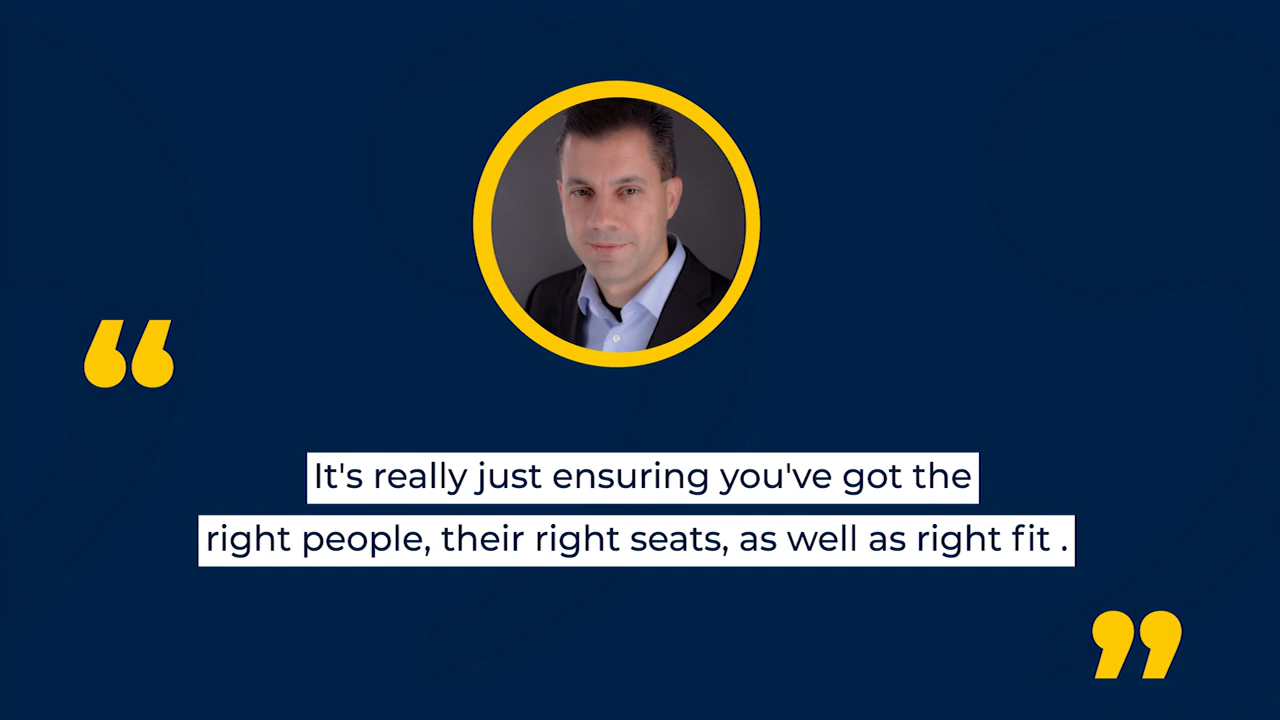 It's really just ensuring you've got the
right people, their right seats, as well as right fit .